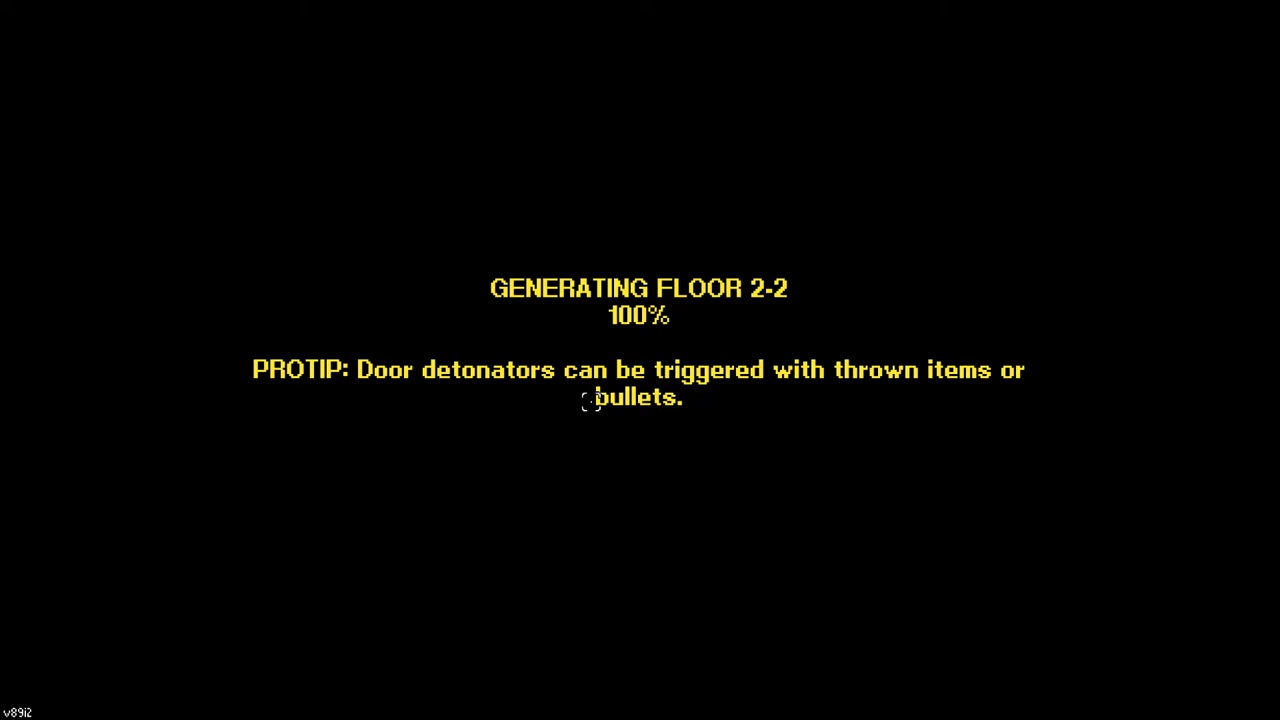 GENERATING FLOOR 2-2
100%
PROTIP: Door detonators can be triggered with thrown items or
bullets.
v89i2